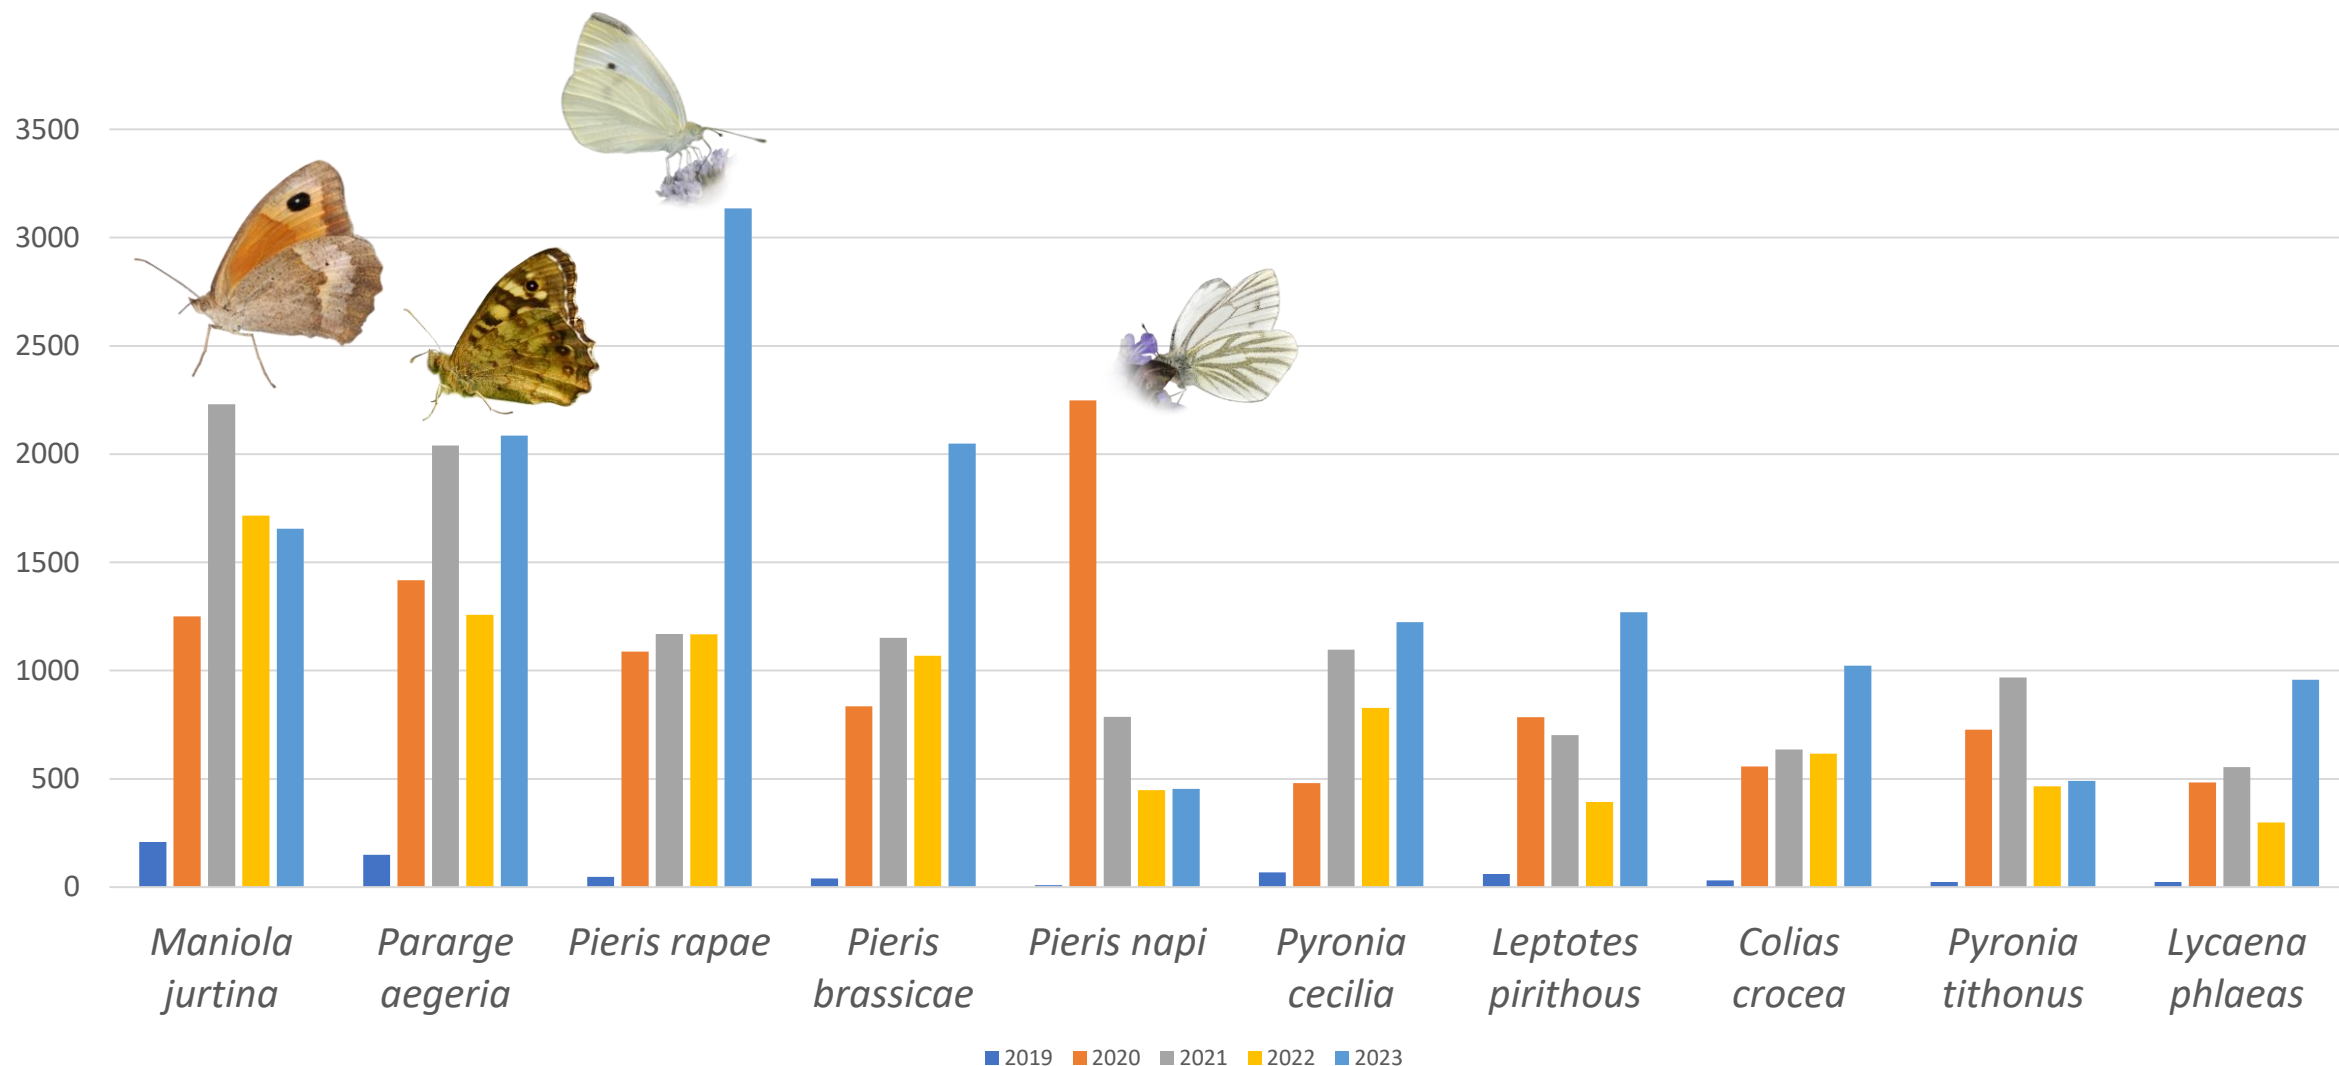 3500
3000
2500
2000
1500
1000
500
0
Maniola jurtina
Pararge aegeria
Pieris rapae
Pieris brassicae
Pieris napi
Pyronia cecilia
Leptotes pirithous
Colias crocea
Pyronia tithonus
Lycaena phlaeas
2019 2020 2021 2022 2023